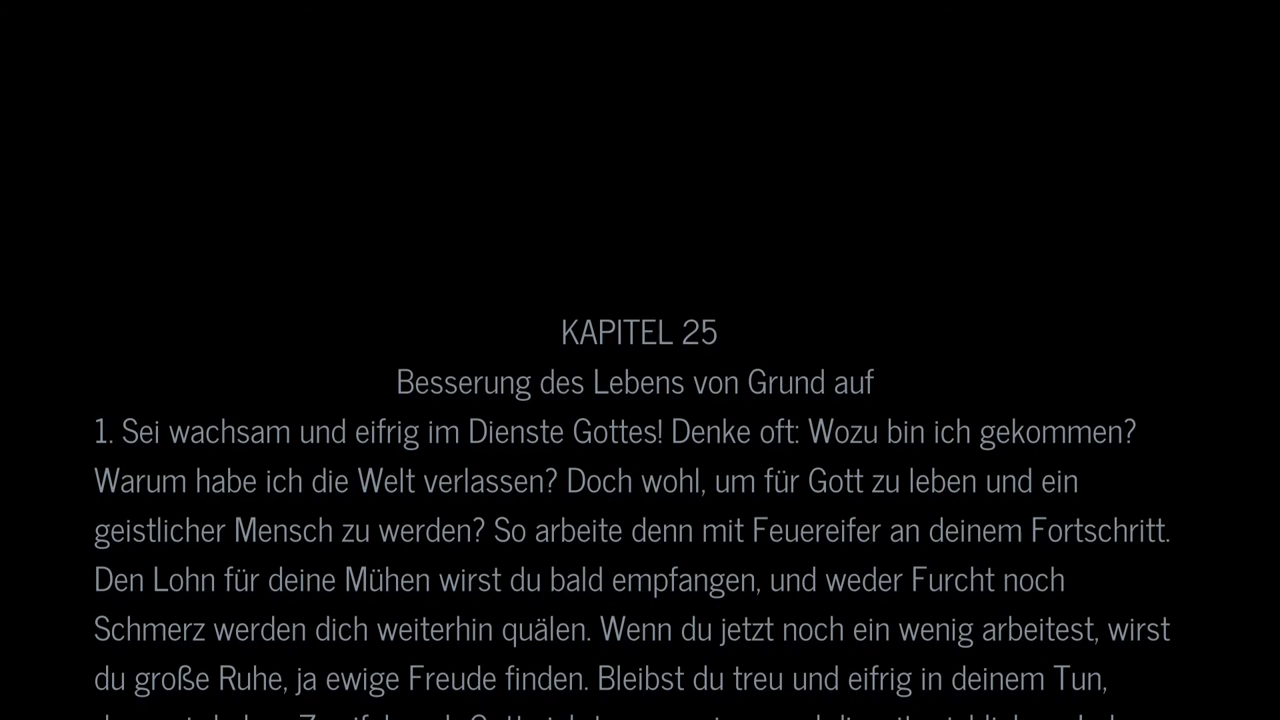 KAPITEL 25
Besserung des Lebens von Grund auf
1. Sei wachsam und eifrig im Dienste Gottes! Denke oft: Wozu bin ich gekommen?
Warum habe ich die Welt verlassen? Doch wohl, um für Gott zu leben und ein
geistlicher Mensch zu werden? So arbeite denn mit Feuereifer an deinem Fortschritt.
Den Lohn für deine Mühen wirst du bald empfangen, und weder Furcht noch
Schmerz werden dich weiterhin quälen. Wenn du jetzt noch ein wenig arbeitest, wirst
du große Ruhe, ja ewige Freude finden. Bleibst du treu und eifrig in deinem Tun,